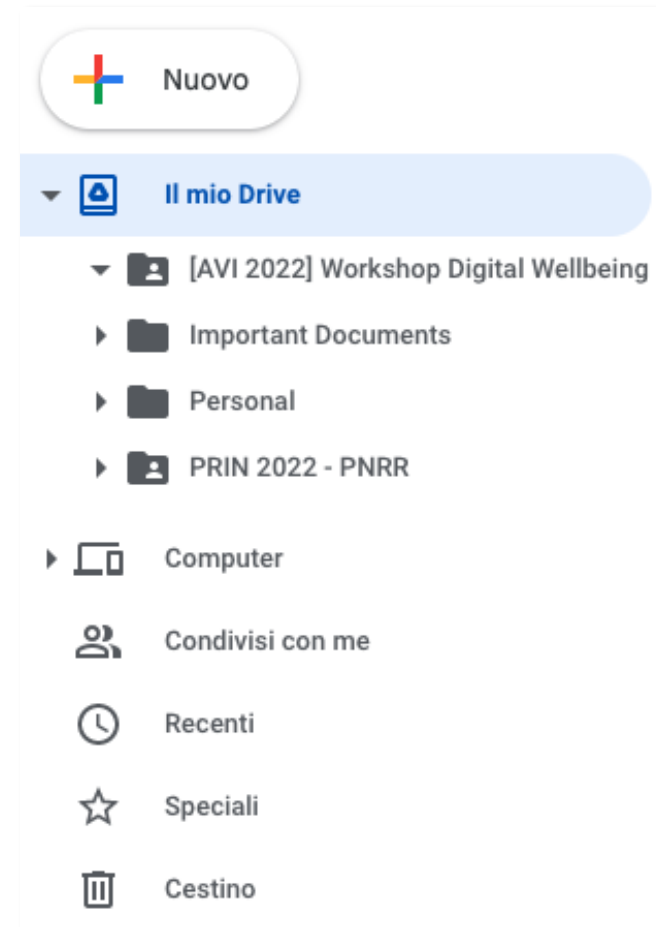 Nuovo
Il mio Drive
[AVI 2022] Workshop Digital Wellbeing
Important Documents
Personal
PRIN 2022 - PNRR
Computer
Condivisi con me
Recenti
Speciali
Cestino